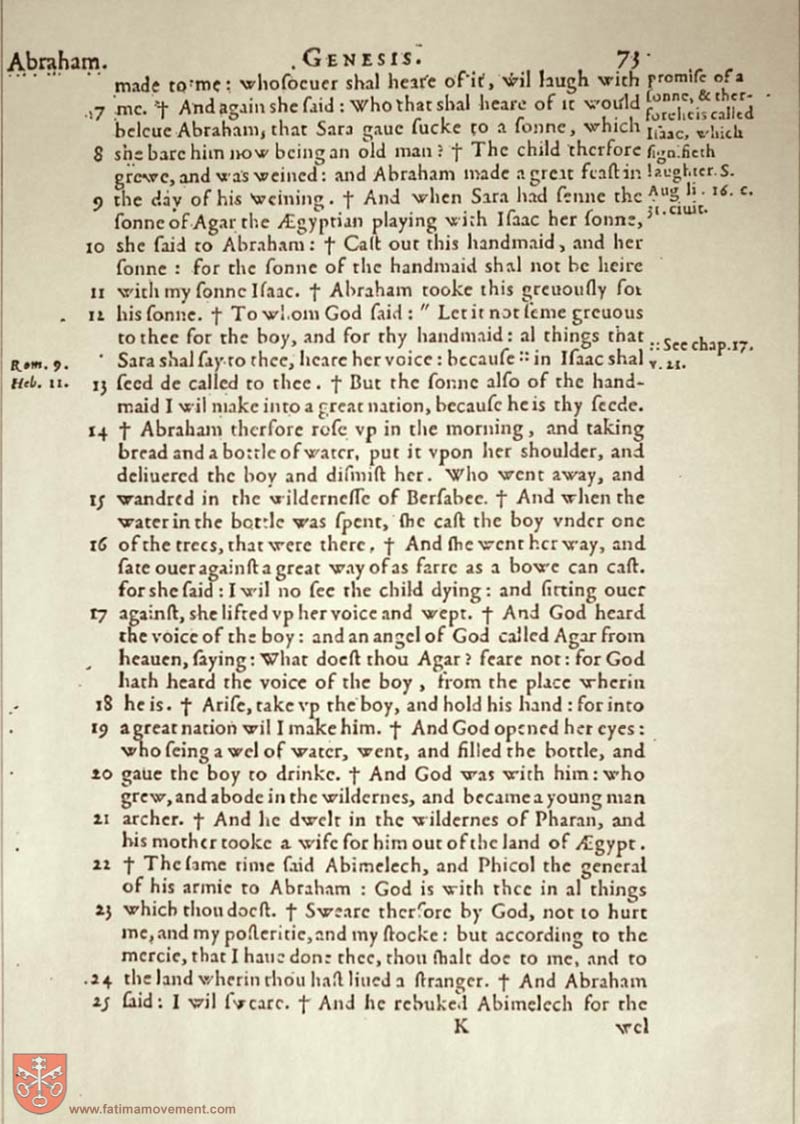 Abraham. GENESIS. 73
made to me: whoſoeuer shal heare of it, wil laugh with
7 me. † And again she ſaid: Who that shal heare of it would
beleue Abraham, that Sara gaue ſucke to a ſonne, which
8 she bare him now being an old man? † The child therfore
grewe, and was weined: and Abraham made a great feaſt in
9 the day of his weining. † And when Sara had ſenne the
ſonne of Agar the Ægyptian playing with Iſaac her ſonne,
10 she ſaid to Abraham: † Caſt out this handmaid, and her
ſonne: for the ſonne of the handmaid shal not be heire
11 with my ſonne Iſaac. † Abraham tooke this greuouſly for
12 his ſonne. † To whom God ſaid: " Let it not ſeme greuous
to thee for the boy, and for thy handmaid: al things that
Sara shal ſay to thee, heare her voice: becauſe :: in Iſaac shal
13 ſeed de called to thee. † But the ſonne alſo of the hand-
maid I wil make into a great nation, becauſe he is thy ſeede.
14 † Abraham therfore roſe vp in the morning, and taking
bread and a bottle of water, put it vpon her shoulder, and
deliuered the boy and diſmiſt her. Who went away, and
15 wandred in the wilderneſſe of Berſabee. † And when the
water in the bottle was ſpent, ſhe caſt the boy vnder one
16 of the trees, that were there. † And ſhe went her way, and
ſate ouer againſt a great way of as farre as a bowe can caſt.
for she ſaid: I wil no ſee the child dying: and ſitting ouer
17 againſt, she lifted vp her voice and wept. † And God heard
the voice of the boy: and an angel of God called Agar from
heauen, ſaying: What doeſt thou Agar? feare not: for God
hath heard the voice of the boy, from the place wherin
18 he is. † Ariſe, take vp the boy, and hold his hand: for into
19 a great nation wil I make him. † And God opened her eyes:
who ſeing a wel of water, went, and filled the bottle, and
20 gaue the boy to drinke. † And God was with him: who
grew, and abode in the wildernes, and became a young man
21 archer. † And he dwelt in the wildernes of Pharan, and
his mother tooke a wife for him out of the land of Ægypt.
22 † The ſame time ſaid Abimelech, and Phicol the general
of his armie to Abraham : God is with thee in al things
23 which thou doeſt. † Sweare therfore by God, not to hurt
me, and my poſteritie, and my ſtocke: but according to the
mercie, that I haue done thee, thou ſhalt doe to me, and to
24 the land wherin thou haſt liued a ſtranger. † And Abraham
25 ſaid: I wil ſweare. † And he rebuked Abimelech for the
K wel
promiſe of a
ſonne, & ther-
fore he is called
Iſaac, which
ſignifieth
laughter. S.
Aug li. 16. c.
31. ciuit.
:: See chap. 17.
v. 21.
Rom. 9.
Heb. 11.
www.fatimamovement.com